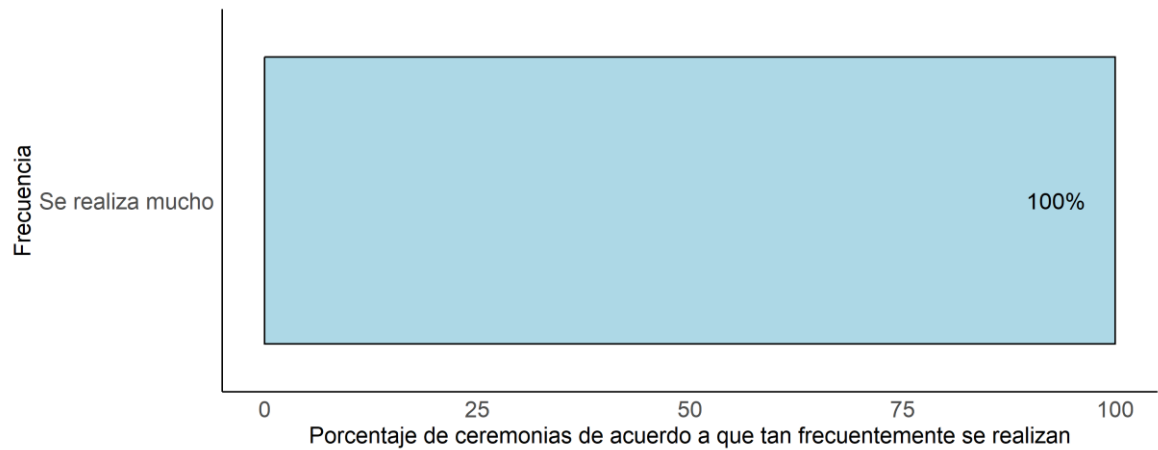 Frecuencia
Se realiza mucho
100%
0 25 50 75 100
Porcentaje de ceremonias de acuerdo a que tan frecuentemente se realizan